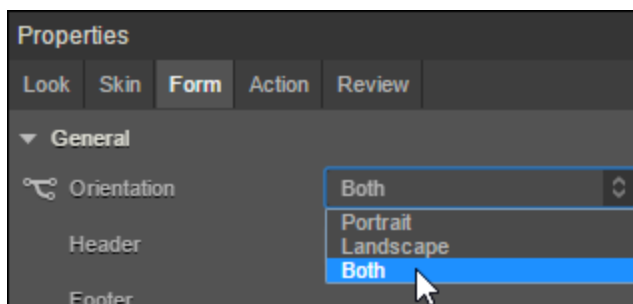 Properties
Look Skin Form Action Review
General
Orientation Both
Portrait
Landscape
Header
Both
Footer